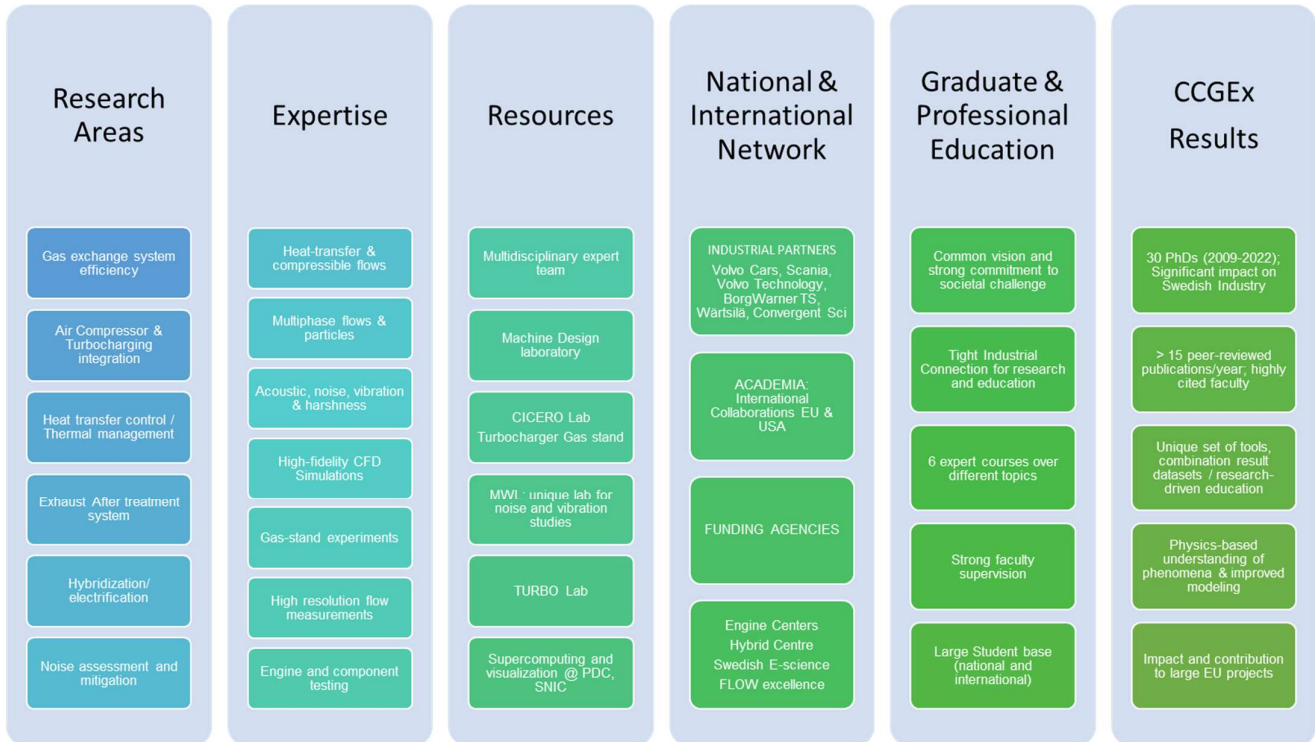 Research
Areas
Gas exchange system
efficiency
Air Compressor &
Turbocharging
integration
Heat transfer control /
Thermal management
Exhaust After treatment
system
Hybridization/
electrification
Noise assessment and
mitigation
Expertise
Heat-transfer &
compressible flows
Multiphase flows &
particles
Acoustic, noise, vibration
& harshness
High-fidelity CFD
Simulations
Gas-stand experiments
High resolution flow
measurements
Engine and component
testing
Resources
Multidisciplinary expert
team
Machine Design
laboratory
CICERO Lab
Turbocharger Gas stand
MWL: unique lab for
noise and vibration
studies
TURBO Lab
Supercomputing and
visualization @ PDC,
SNIC
National &
International
Network
INDUSTRIAL PARTNERS
Volvo Cars, Scania,
Volvo Technology,
BorgWarner TS,
Wärtsilä, Convergent Sci
ACADEMIA:
International
Collaborations EU &
USA
FUNDING AGENCIES
Engine Centers
Hybrid Centre
Swedish E-science
FLOW excellence
Graduate &
Professional
Education
Common vision and
strong commitment to
societal challenge
Tight Industrial
Connection for research
and education
6 expert courses over
different topics
Strong faculty
supervision
Large Student base
(national and
international)
CCGEx
Results
30 PhDs (2009-2022);
Significant impact on
Swedish Industry
> 15 peer-reviewed
publications/year; highly
cited faculty
Unique set of tools,
combination result
datasets / research-
driven education
Physics-based
understanding of
phenomena & improved
modeling
Impact and contribution
to large EU projects